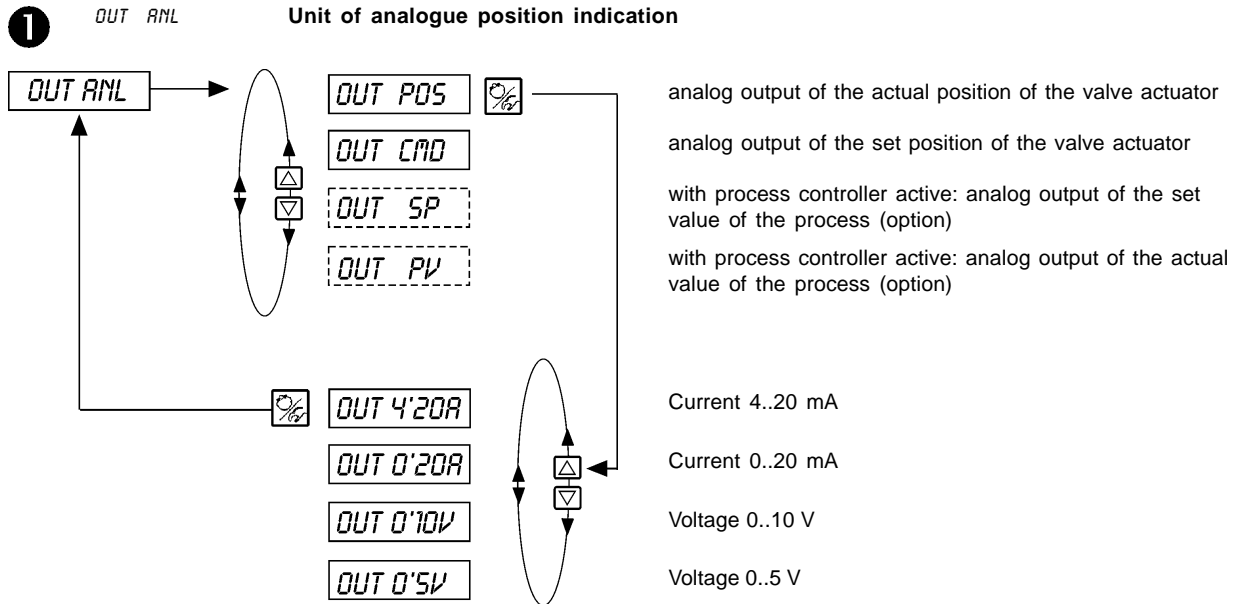 1 OUT ANL Unit of analogue position indication
OUT ANL
OUT POS
analog output of the actual position of the valve actuator
OUT CMD
analog output of the set position of the valve actuator
OUT SP
with process controller active: analog output of the set
value of the process (option)
OUT PV
with process controller active: analog output of the actual
value of the process (option)
OUT 4'20A
Current 4..20 mA
OUT 0'20A
Current 0..20 mA
OUT 0'10V
Voltage 0..10 V
OUT 0'5V
Voltage 0..5 V